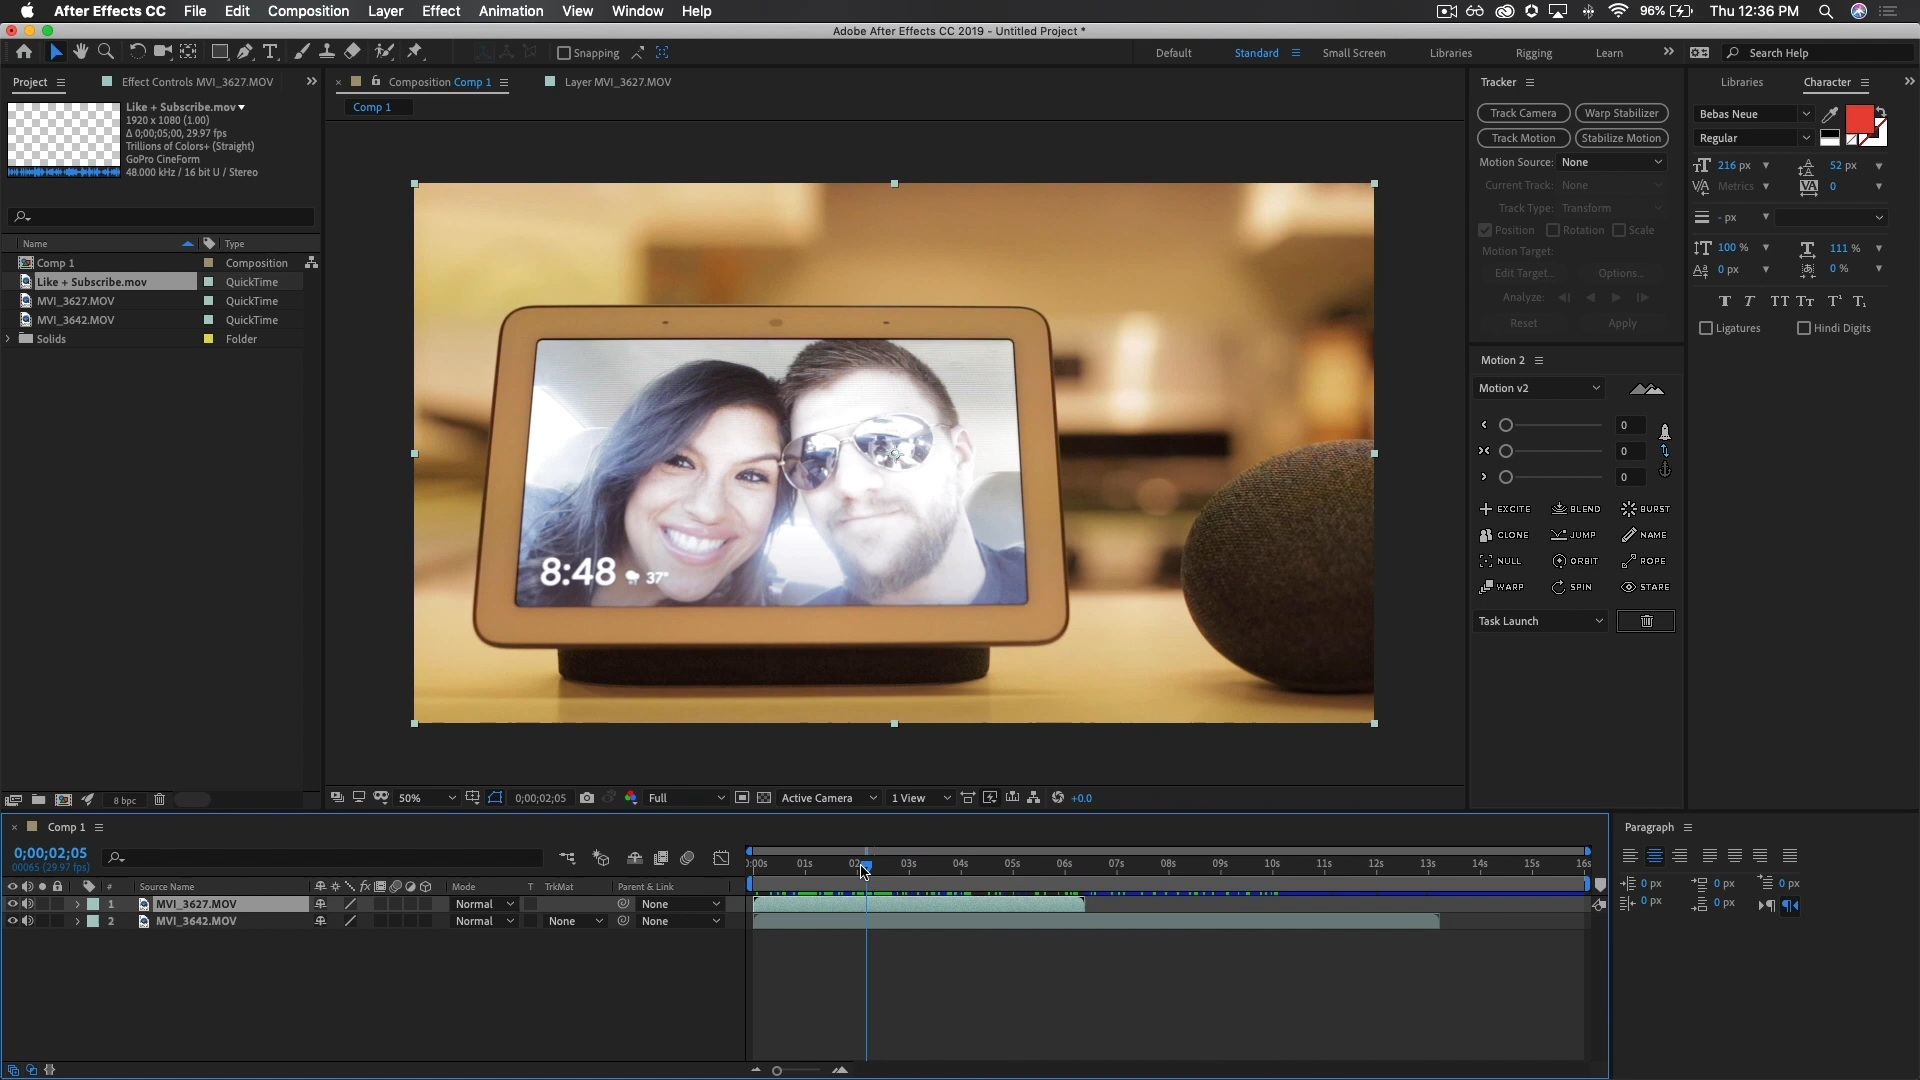 After Effects CC File Edit Composition Layer Effect Animation View Window Help 96% Thu 12:36 PM
Adobe After Effects CC 2019 - Untitled Project *
Snapping Default Standard Small Screen Libraries Rigging Learn » Search Help
Project Effect Controls MVI_3627.MOV »
Like + Subscribe.mov
1920 x 1080 (1.00)
Δ 0;00;05;00, 29.97 fps
Trillions of Colors+ (Straight)
GoPro CineForm
48.000 kHz / 16 bit U / Stereo
Name Type
Comp 1 Composition
Like + Subscribe.mov QuickTime
MVI_3627.MOV QuickTime
MVI_3642.MOV QuickTime
Solids Folder
8 bpc
× Composition Comp 1 Layer MVI_3627.MOV
Comp 1
8:48 37°
50% 0;00;02;05 Full Active Camera 1 View +0.0
Tracker
Track Camera Warp Stabilizer
Track Motion Stabilize Motion
Motion Source: None
Current Track: None
Track Type: Transform
Position Rotation Scale
Motion Target:
Edit Target... Options...
Analyze:
Reset Apply
Motion 2
Motion v2
0
0
0
EXCITE BLEND BURST
CLONE JUMP NAME
NULL ORBIT ROPE
WARP SPIN STARE
Task Launch
Libraries Character »
Bebas Neue
Regular
216 px 52 px
Metrics 0
- px
100 % 111 %
0 px 0 %
T T TT Tt T¹ T₁
Ligatures Hindi Digits
× Comp 1
0;00;02;05
00065 (29.97 fps)
# Source Name Mode T TrkMat Parent & Link
1 MVI_3627.MOV Normal None
2 MVI_3642.MOV Normal None None
:00s 01s 02s 03s 04s 05s 06s 07s 08s 09s 10s 11s 12s 13s 14s 15s 16s
Paragraph
0 px 0 px 0 px
0 px 0 px